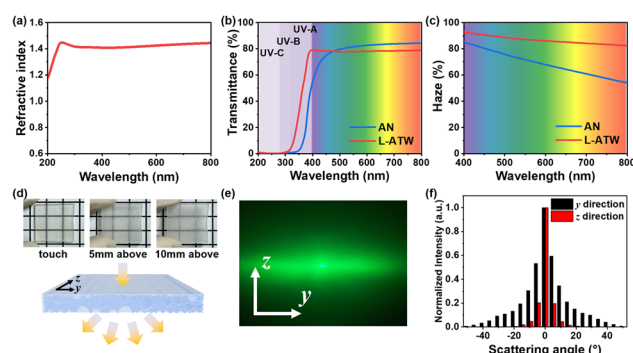 (a)
Refractive index
1.6
1.4
1.2
1.0
0.8
0.6
200
400
600
800
Wavelength (nm)
(b)
Transmittance (%)
100
80
60
40
20
0
UV-A
UV-B
UV-C
AN
L-ATW
200 300 400 500 600 700 800
Wavelength (nm)
(c)
Haze (%)
100
80
60
40
20
0
AN
L-ATW
400
500
600
700
800
Wavelength (nm)
(d)
touch
5mm above
10mm above
z
y
(e)
z
y
(f)
Normalized Intensity (a.u.)
1.0
0.8
0.6
0.4
0.2
0.0
y direction
z direction
-40 -20 0 20 40
Scattering angle (°)